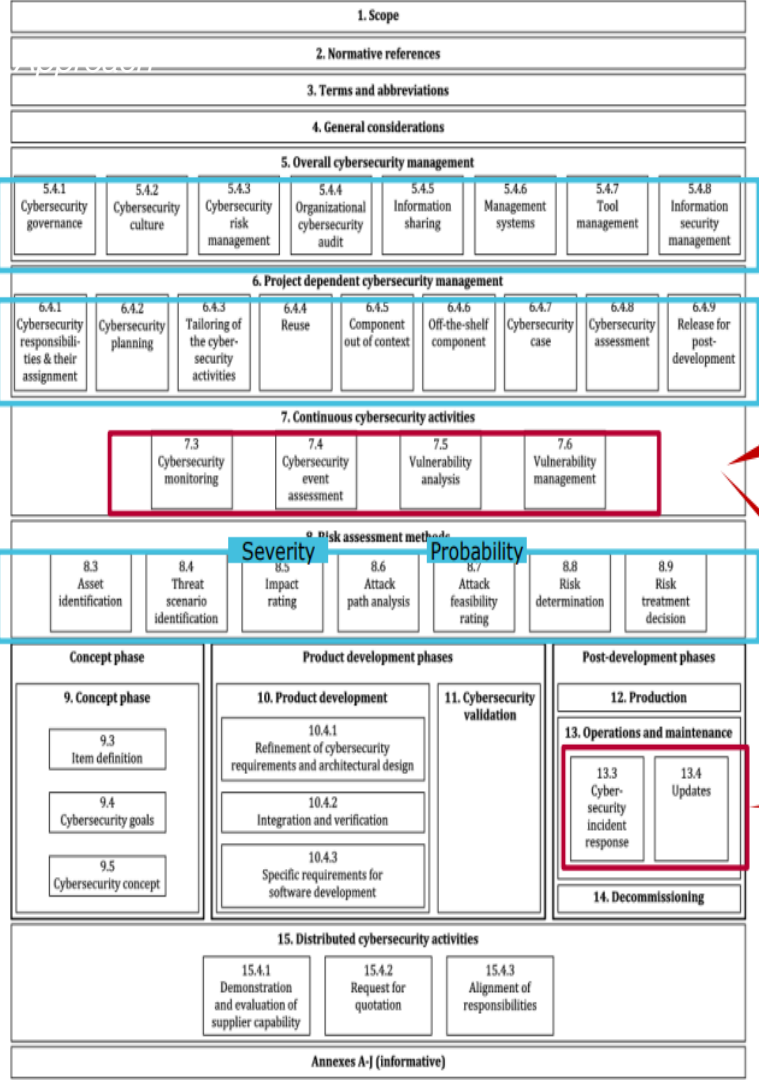 1. Scope
2. Normative references
Approach
3. Terms and abbreviations
4. General considerations
5. Overall cybersecurity management
5.4.1
Cybersecurity
governance
5.4.2
Cybersecurity
culture
5.4.3
Cybersecurity
risk
management
5.4.4
Organizational
cybersecurity
audit
5.4.5
Information
sharing
5.4.6
Management
systems
5.4.7
Tool
management
5.4.8
Information
security
management
6. Project dependent cybersecurity management
6.4.1
Cybersecurity
responsibili-
ties & their
assignment
6.4.2
Cybersecurity
planning
6.4.3
Tailoring of
the cyber-
security
activities
6.4.4
Reuse
6.4.5
Component
out of context
6.4.6
Off-the-shelf
component
6.4.7
Cybersecurity
case
6.4.8
Cybersecurity
assessment
6.4.9
Release for
post-
development
7. Continuous cybersecurity activities
7.3
Cybersecurity
monitoring
7.4
Cybersecurity
event
assessment
7.5
Vulnerability
analysis
7.6
Vulnerability
management
8. Risk assessment methods
Severity
Probability
8.3
Asset
identification
8.4
Threat
scenario
identification
8.5
Impact
rating
8.6
Attack
path analysis
8.7
Attack
feasibility
rating
8.8
Risk
determination
8.9
Risk
treatment
decision
Concept phase
9. Concept phase
9.3
Item definition
9.4
Cybersecurity goals
9.5
Cybersecurity concept
Product development phases
10. Product development
10.4.1
Refinement of cybersecurity
requirements and architectural design
10.4.2
Integration and verification
10.4.3
Specific requirements for
software development
11. Cybersecurity
validation
Post-development phases
12. Production
13. Operations and maintenance
13.3
Cyber-
security
incident
response
13.4
Updates
14. Decommissioning
15. Distributed cybersecurity activities
15.4.1
Demonstration
and evaluation of
supplier capability
15.4.2
Request for
quotation
15.4.3
Alignment of
responsibilities
Annexes A-J (informative)